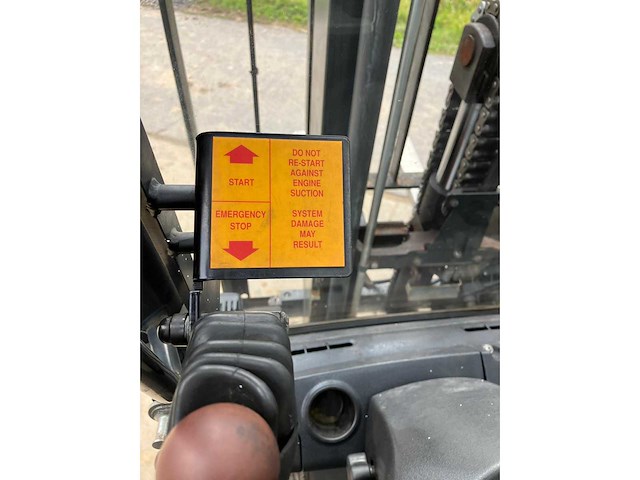 START
EMERGENCY
STOP
DO NOT
RE-START
AGAINST
ENGINE
SUCTION
SYSTEM
DAMAGE
MAY
RESULT